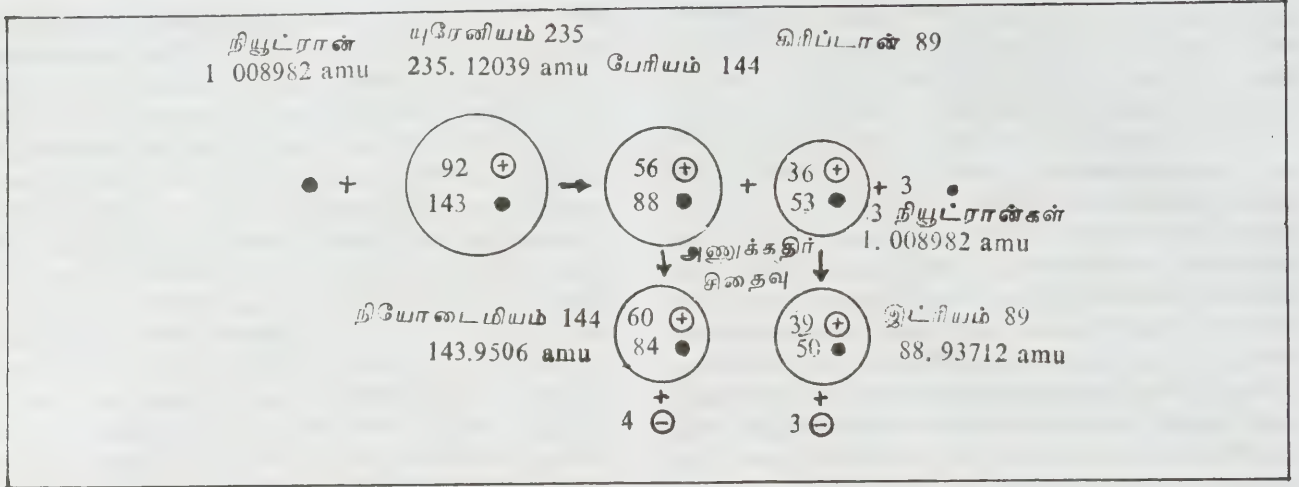 நியூட்ரான்
1 008982 amu
யுரேனியம் 235
235. 12039 amu
பேரியம் 144
கிரிப்டான் 89
+
92 +
143
56 +
88
+
36 +
53
+ 3
3 நியூட்ரான்கள்
1. 008982 amu
அணுக்கதிர்
சிதைவு
நியோடைமியம் 144
143.9506 amu
60 +
84
39 +
50
இட்ரியம் 89
88. 93712 amu
+
4 −
+
3 −